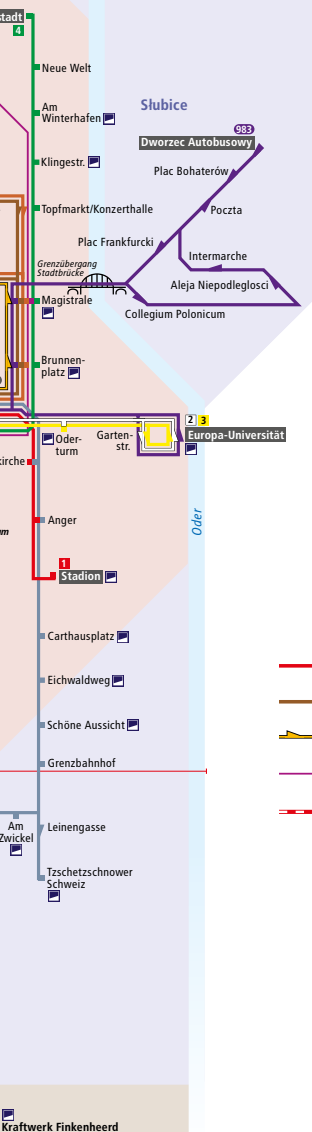 stadt
4
Neue Welt
Am
Winterhafen
Klingestr.
Topfmarkt/Konzerthalle
Słubice
983
Dworzec Autobusowy
Plac Bohaterów
Poczta
Plac Frankfurcki
Intermarche
Aleja Niepodleglosci
Collegium Polonicum
Grenzübergang
Stadtbrücke
Magistrale
Brunnen-
platz
2 3
Europa-Universität
Garten-
str.
Oder-
turm
kirche
Oder
Anger
um
1
Stadion
Carthausplatz
Eichwaldweg
Schöne Aussicht
Grenzbahnhof
Am
Zwickel
Leinengasse
Tzschetzschnower
Schweiz
Kraftwerk Finkenheerd